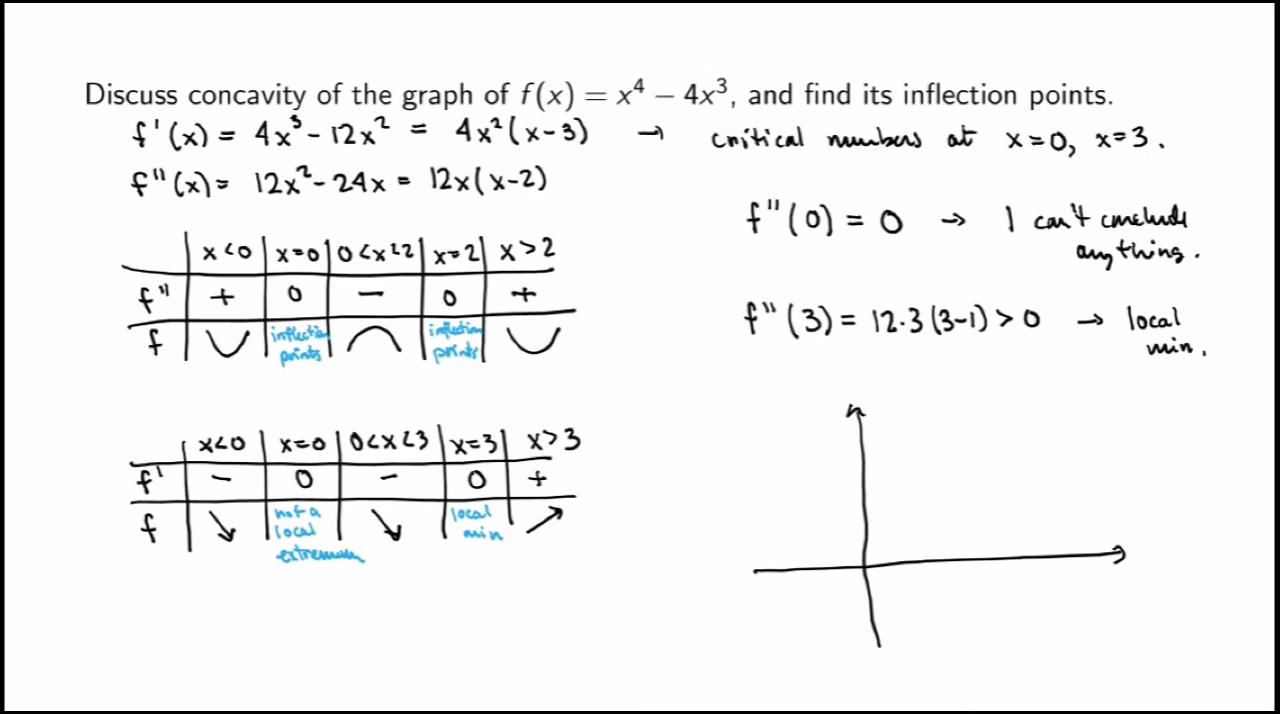 Discuss concavity of the graph of f(x) = x⁴ − 4x³, and find its inflection points.
f'(x) = 4x³ - 12x² = 4x²(x-3) → critical numbers at x=0, x=3.
f''(x) = 12x² - 24x = 12x(x-2)
f''(0) = 0 → I can't conclude
anything.
x<0 x=0 0<x<2 x=2 x>2
f'' + 0 − 0 +
f inflection inflection
points points
f''(3) = 12·3(3-1) > 0 → local
min.
x<0 x=0 0<x<3 x=3 x>3
f' − 0 − 0 +
f ↘ not a ↘ local ↗
local min
extremum